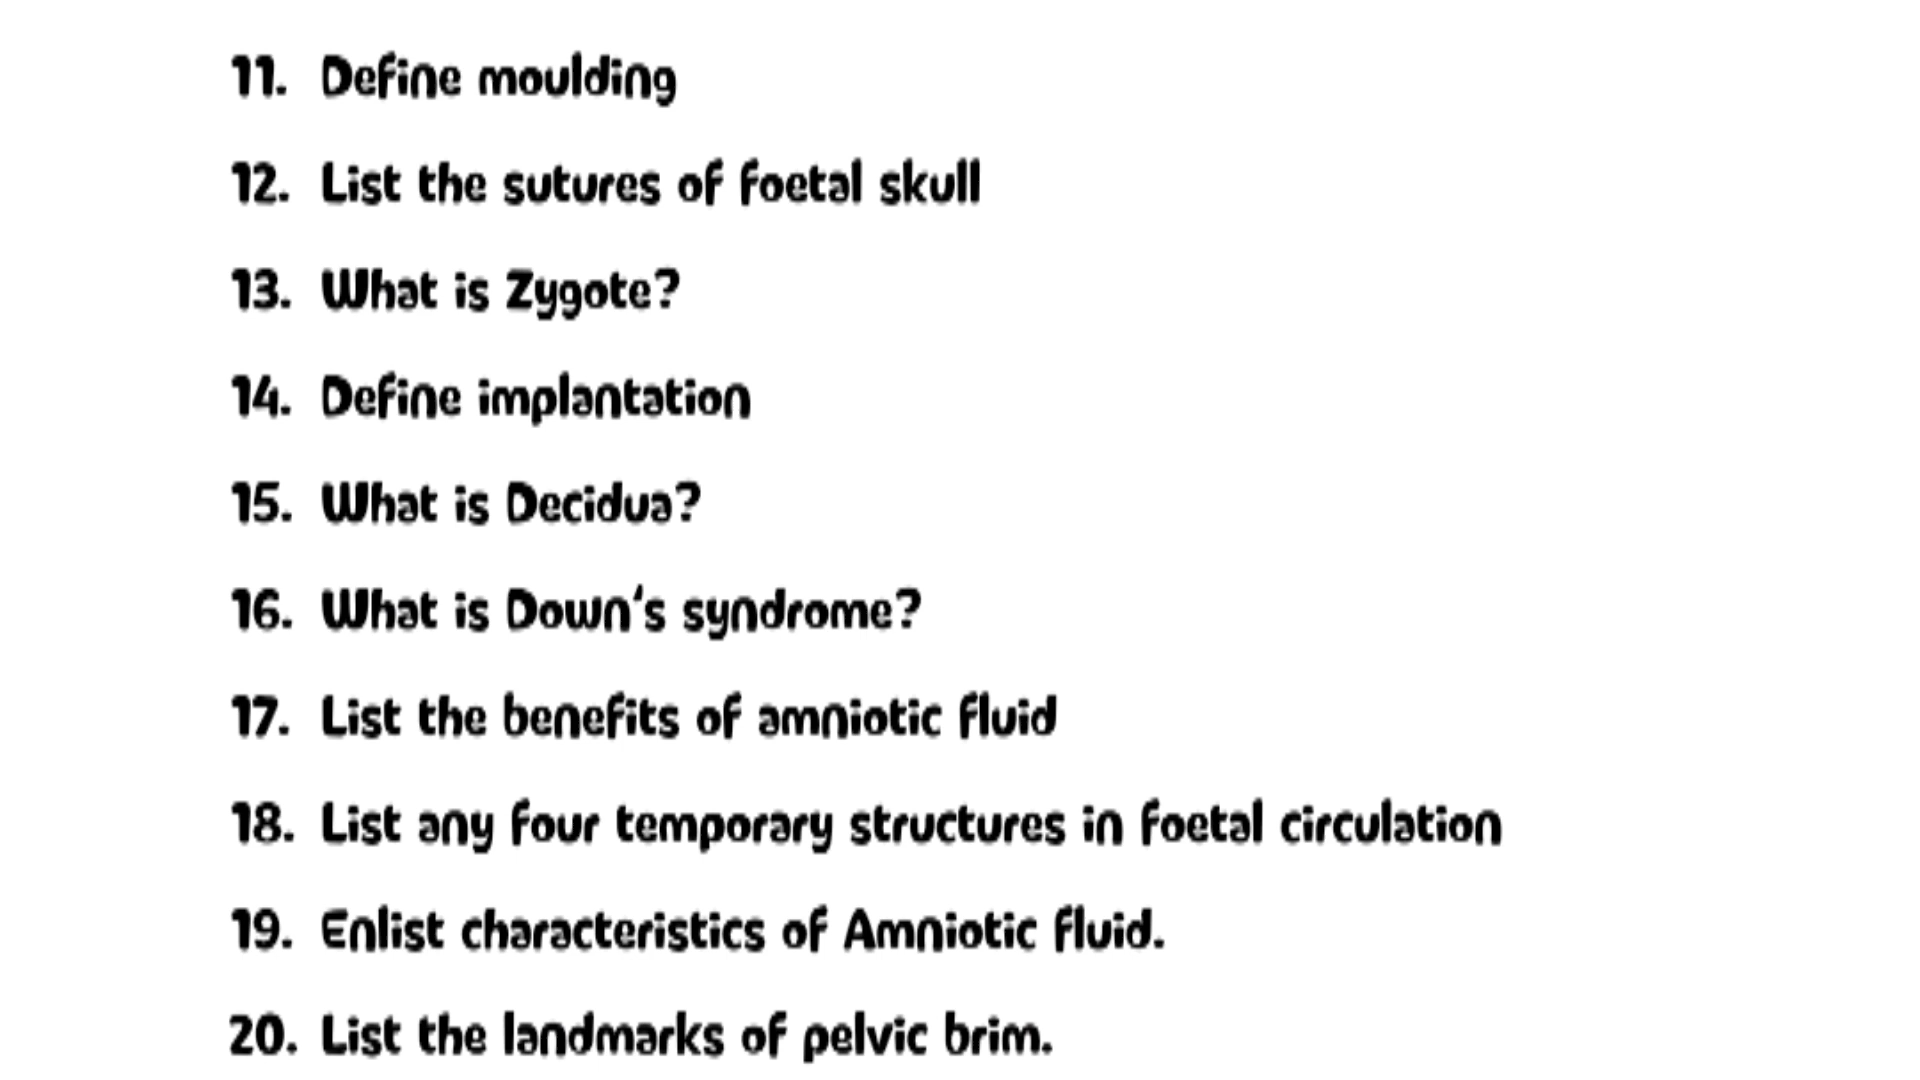 11. Define moulding
12. List the sutures of foetal skull
13. What is Zygote?
14. Define implantation
15. What is Decidua?
16. What is Down's syndrome?
17. List the benefits of amniotic fluid
18. List any four temporary structures in foetal circulation
19. Enlist characteristics of Amniotic fluid.
20. List the landmarks of pelvic brim.